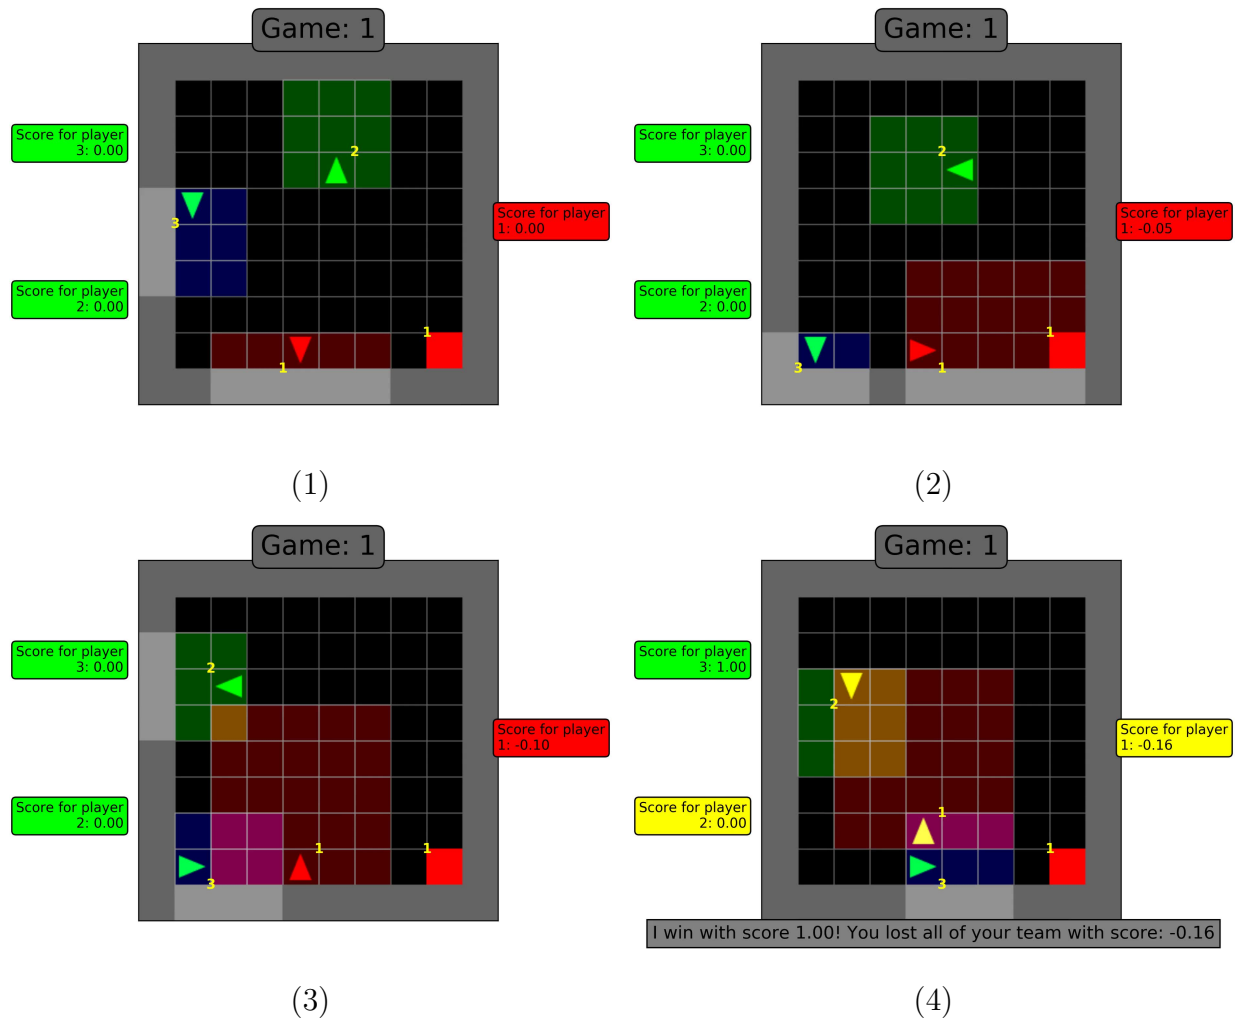 Game: 1
Score for player
3: 0.00
2
Score for player
1: 0.00
3
Score for player
2: 0.00
1
1
(1)
Game: 1
Score for player
3: 0.00
2
Score for player
1: -0.05
Score for player
2: 0.00
1
3
1
(2)
Game: 1
Score for player
3: 0.00
2
Score for player
1: -0.10
Score for player
2: 0.00
1
1
3
(3)
Game: 1
Score for player
3: 1.00
2
Score for player
1: -0.16
Score for player
2: 0.00
1
1
3
I win with score 1.00! You lost all of your team with score: -0.16
(4)